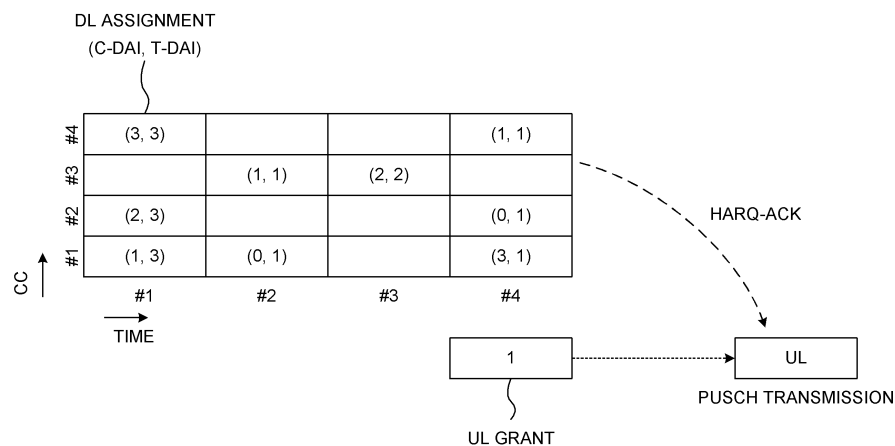 DL ASSIGNMENT
(C-DAI, T-DAI)
#4 (3, 3) (1, 1)
#3 (1, 1) (2, 2)
#2 (2, 3) (0, 1)
#1 (1, 3) (0, 1) (3, 1)
CC
#1 #2 #3 #4
TIME
HARQ-ACK
1
UL
UL GRANT
PUSCH TRANSMISSION